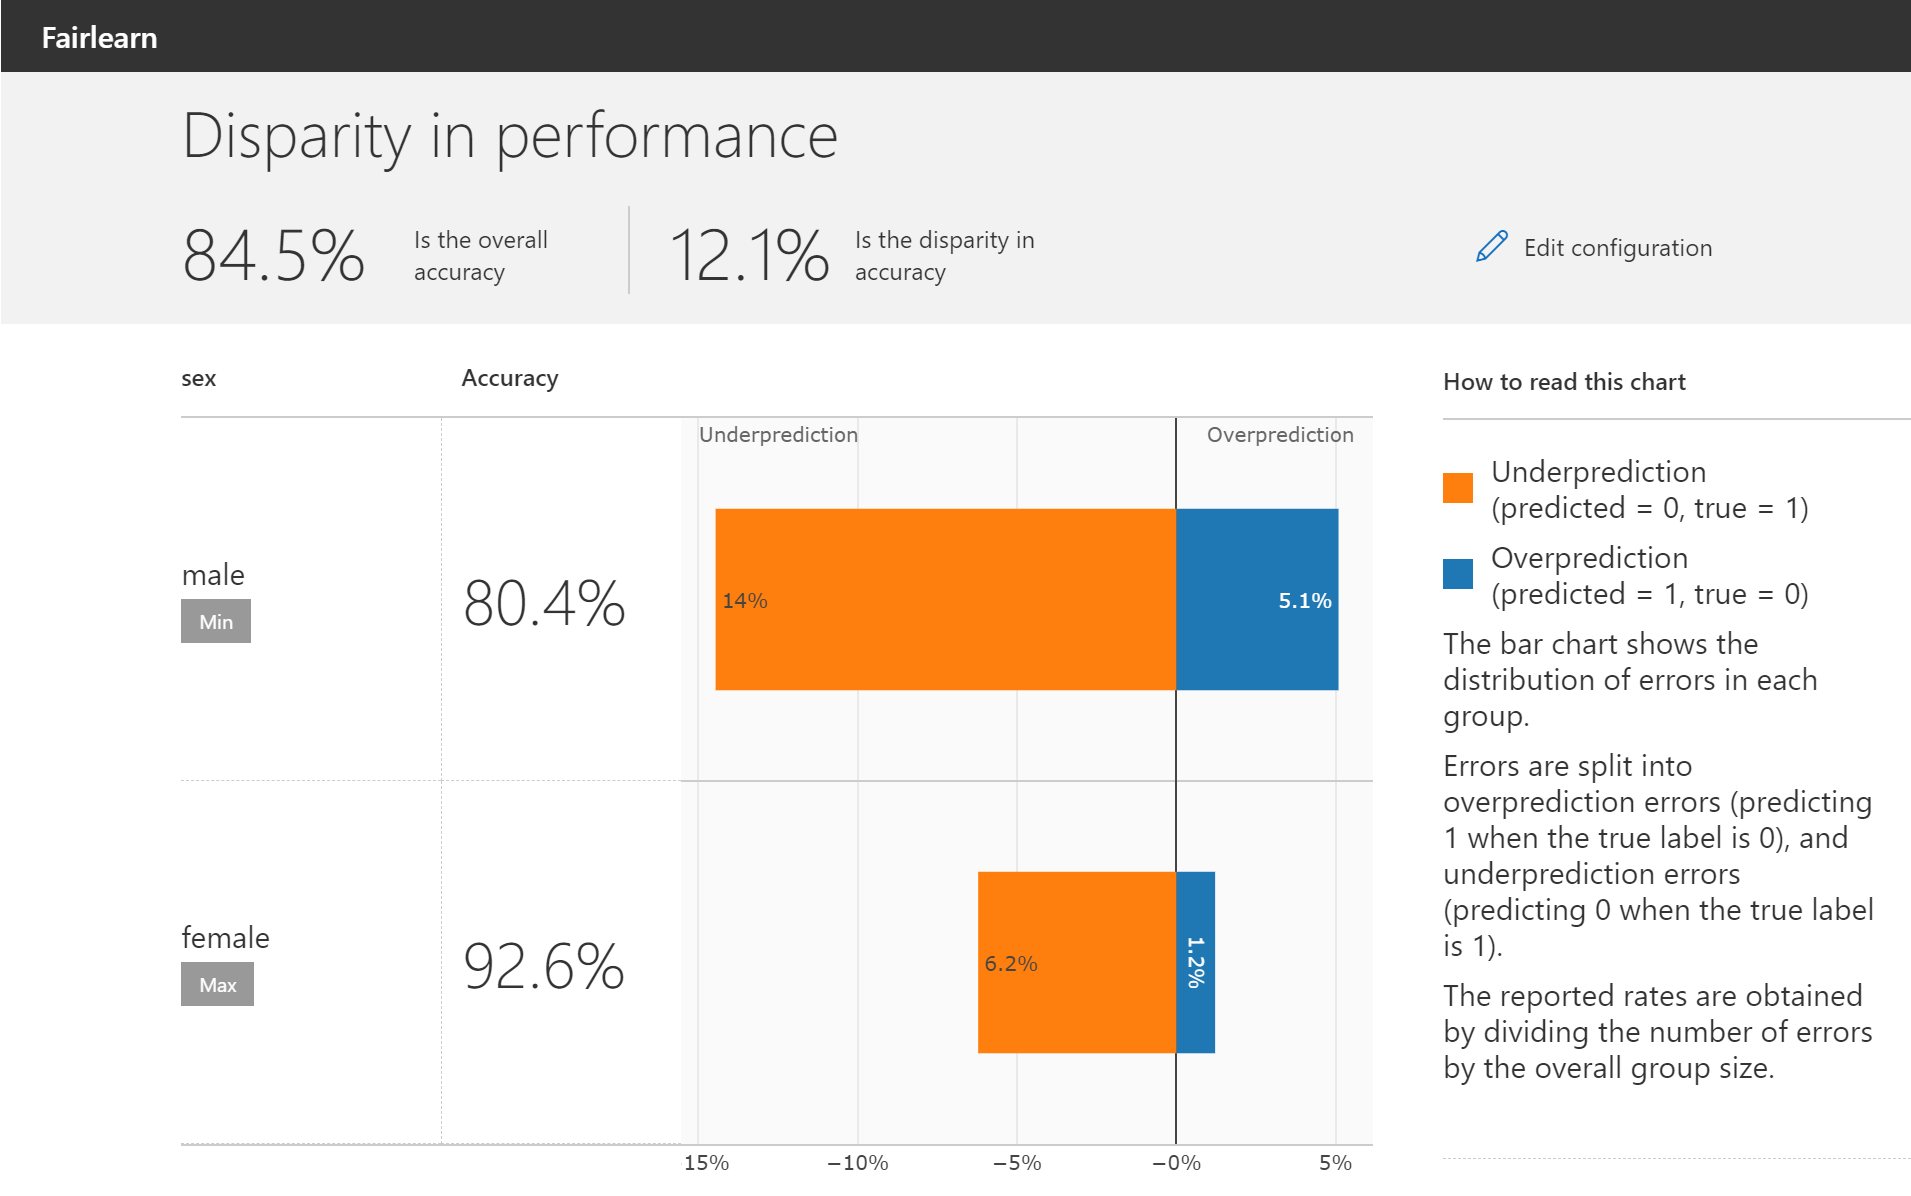 Fairlearn
Disparity in performance
84.5%
Is the overall
accuracy
12.1%
Is the disparity in
accuracy
Edit configuration
sex
Accuracy
Underprediction
Overprediction
male
Min
80.4%
14%
5.1%
female
Max
92.6%
6.2%
1.2%
15%
−10%
−5%
−0%
5%
How to read this chart
Underprediction
(predicted = 0, true = 1)
Overprediction
(predicted = 1, true = 0)
The bar chart shows the
distribution of errors in each
group.
Errors are split into
overprediction errors (predicting
1 when the true label is 0), and
underprediction errors
(predicting 0 when the true label
is 1).
The reported rates are obtained
by dividing the number of errors
by the overall group size.